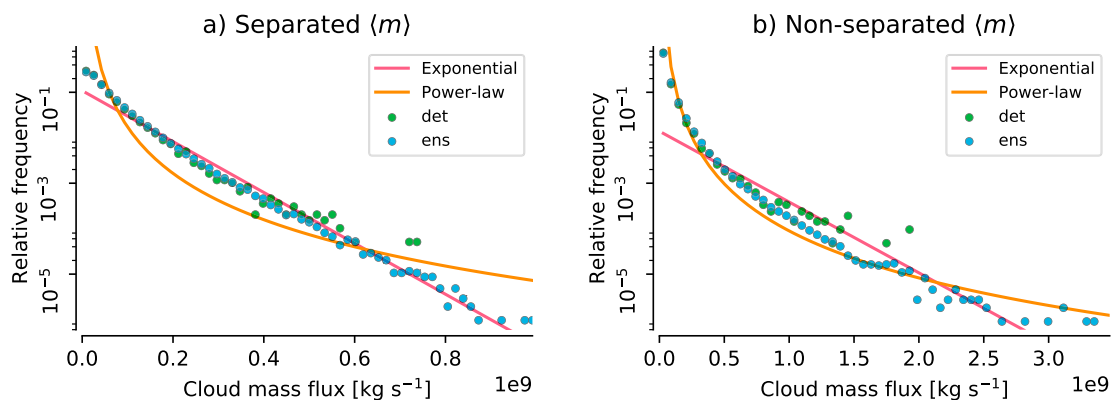 a) Separated ⟨m⟩
Relative frequency
10⁻¹
10⁻³
10⁻⁵
Exponential
Power-law
det
ens
0.0 0.2 0.4 0.6 0.8
1e9
Cloud mass flux [kg s⁻¹]
b) Non-separated ⟨m⟩
Relative frequency
10⁻¹
10⁻³
10⁻⁵
Exponential
Power-law
det
ens
0.0 0.5 1.0 1.5 2.0 2.5 3.0
1e9
Cloud mass flux [kg s⁻¹]